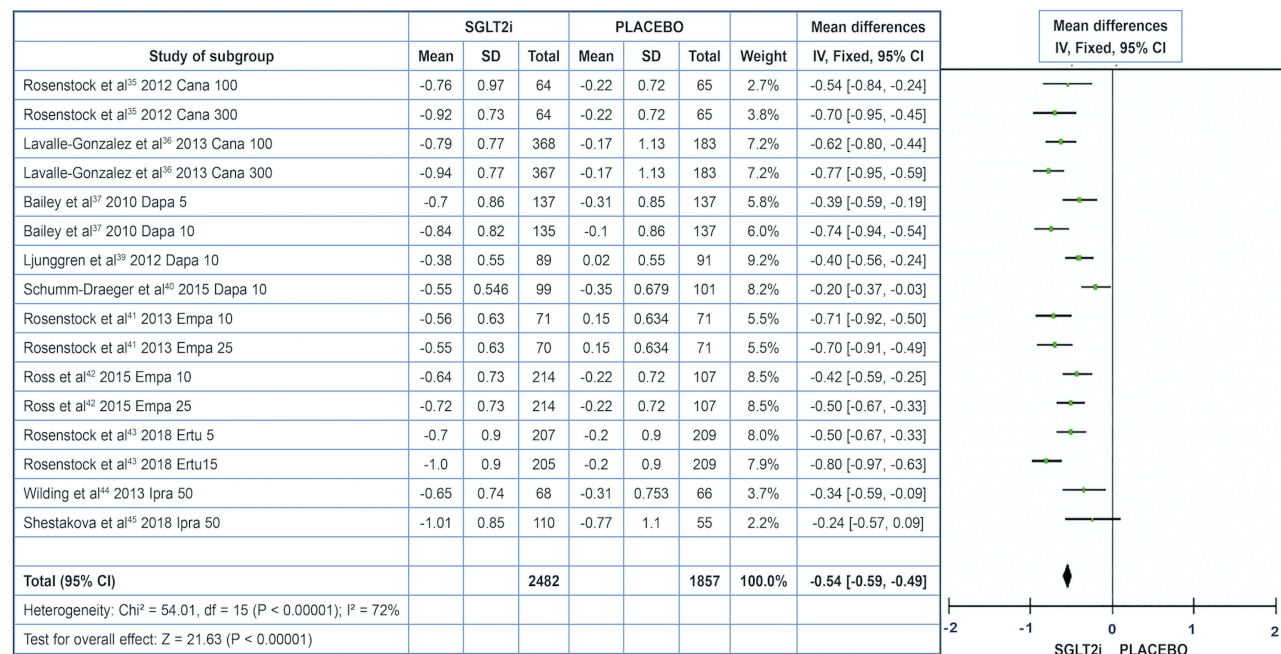 SGLT2i PLACEBO Mean differences Mean differences
Study of subgroup Mean SD Total Mean SD Total Weight IV, Fixed, 95% CI IV, Fixed, 95% CI
Rosenstock et al³⁵ 2012 Cana 100 -0.76 0.97 64 -0.22 0.72 65 2.7% -0.54 [-0.84, -0.24]
Rosenstock et al³⁵ 2012 Cana 300 -0.92 0.73 64 -0.22 0.72 65 3.8% -0.70 [-0.95, -0.45]
Lavalle-Gonzalez et al³⁶ 2013 Cana 100 -0.79 0.77 368 -0.17 1.13 183 7.2% -0.62 [-0.80, -0.44]
Lavalle-Gonzalez et al³⁶ 2013 Cana 300 -0.94 0.77 367 -0.17 1.13 183 7.2% -0.77 [-0.95, -0.59]
Bailey et al³⁷ 2010 Dapa 5 -0.7 0.86 137 -0.31 0.85 137 5.8% -0.39 [-0.59, -0.19]
Bailey et al³⁷ 2010 Dapa 10 -0.84 0.82 135 -0.1 0.86 137 6.0% -0.74 [-0.94, -0.54]
Ljunggren et al³⁹ 2012 Dapa 10 -0.38 0.55 89 0.02 0.55 91 9.2% -0.40 [-0.56, -0.24]
Schumm-Draeger et al⁴⁰ 2015 Dapa 10 -0.55 0.546 99 -0.35 0.679 101 8.2% -0.20 [-0.37, -0.03]
Rosenstock et al⁴¹ 2013 Empa 10 -0.56 0.63 71 0.15 0.634 71 5.5% -0.71 [-0.92, -0.50]
Rosenstock et al⁴¹ 2013 Empa 25 -0.55 0.63 70 0.15 0.634 71 5.5% -0.70 [-0.91, -0.49]
Ross et al⁴² 2015 Empa 10 -0.64 0.73 214 -0.22 0.72 107 8.5% -0.42 [-0.59, -0.25]
Ross et al⁴² 2015 Empa 25 -0.72 0.73 214 -0.22 0.72 107 8.5% -0.50 [-0.67, -0.33]
Rosenstock et al⁴³ 2018 Ertu 5 -0.7 0.9 207 -0.2 0.9 209 8.0% -0.50 [-0.67, -0.33]
Rosenstock et al⁴³ 2018 Ertu15 -1.0 0.9 205 -0.2 0.9 209 7.9% -0.80 [-0.97, -0.63]
Wilding et al⁴⁴ 2013 Ipra 50 -0.65 0.74 68 -0.31 0.753 66 3.7% -0.34 [-0.59, -0.09]
Shestakova et al⁴⁵ 2018 Ipra 50 -1.01 0.85 110 -0.77 1.1 55 2.2% -0.24 [-0.57, 0.09]
Total (95% CI) 2482 1857 100.0% -0.54 [-0.59, -0.49]
Heterogeneity: Chi² = 54.01, df = 15 (P < 0.00001); I² = 72%
Test for overall effect: Z = 21.63 (P < 0.00001)
-2 -1 0 1 2
SGLT2i PLACEBO